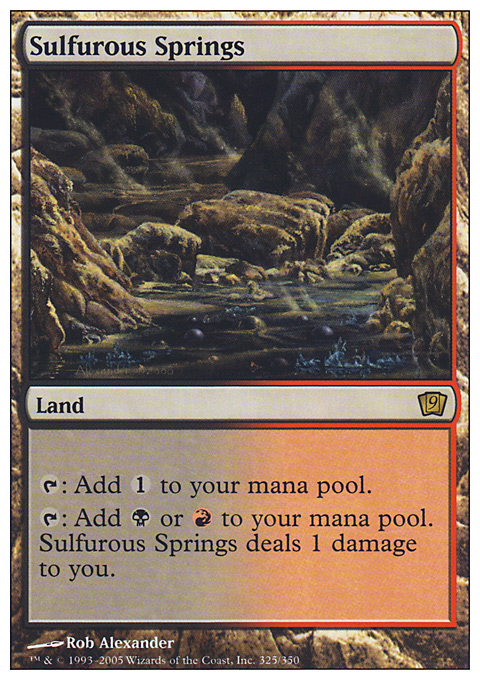 Sulfurous Springs
Land
9
: Add 1 to your mana pool.
: Add or to your mana pool.
Sulfurous Springs deals 1 damage
to you.
Rob Alexander
™ & © 1993–2005 Wizards of the Coast, Inc. 325/350